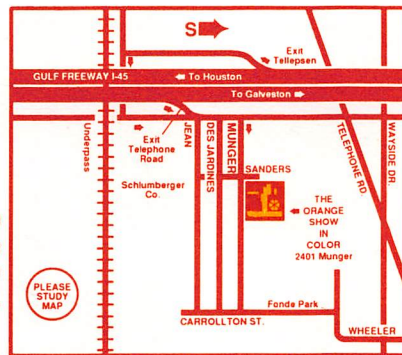 S
Exit
Tellepsen
GULF FREEWAY I-45
To Houston
To Galveston
Underpass
Exit
Telephone
Road
JEAN
DES JARDINES
MUNGER
TELEPHONE RD.
WAYSIDE DR.
SANDERS
Schlumberger
Co.
THE
ORANGE
SHOW
IN
COLOR
2401 Munger
PLEASE
STUDY
MAP
Fonde Park
CARROLLTON ST.
WHEELER